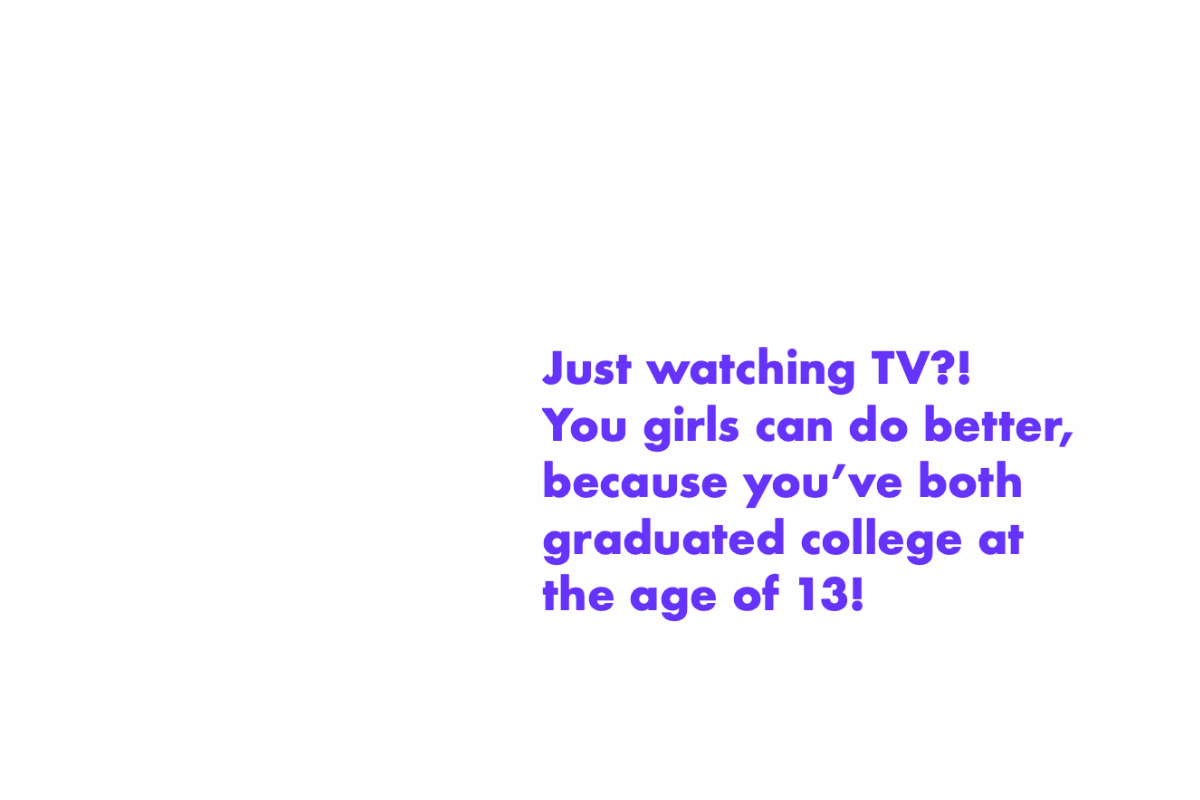 Just watching TV?!
You girls can do better,
because you’ve both
graduated college at
the age of 13!